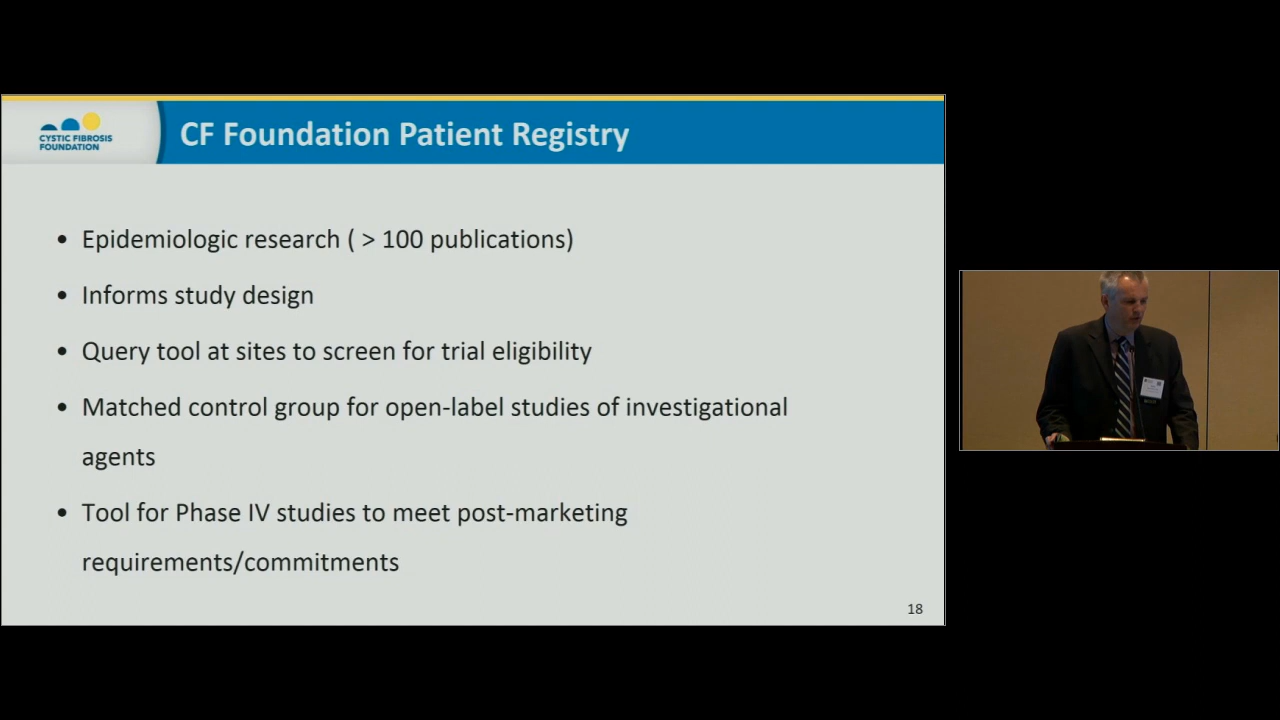 CYSTIC FIBROSIS
FOUNDATION
CF Foundation Patient Registry
• Epidemiologic research ( > 100 publications)
• Informs study design
• Query tool at sites to screen for trial eligibility
• Matched control group for open-label studies of investigational
agents
• Tool for Phase IV studies to meet post-marketing
requirements/commitments
18